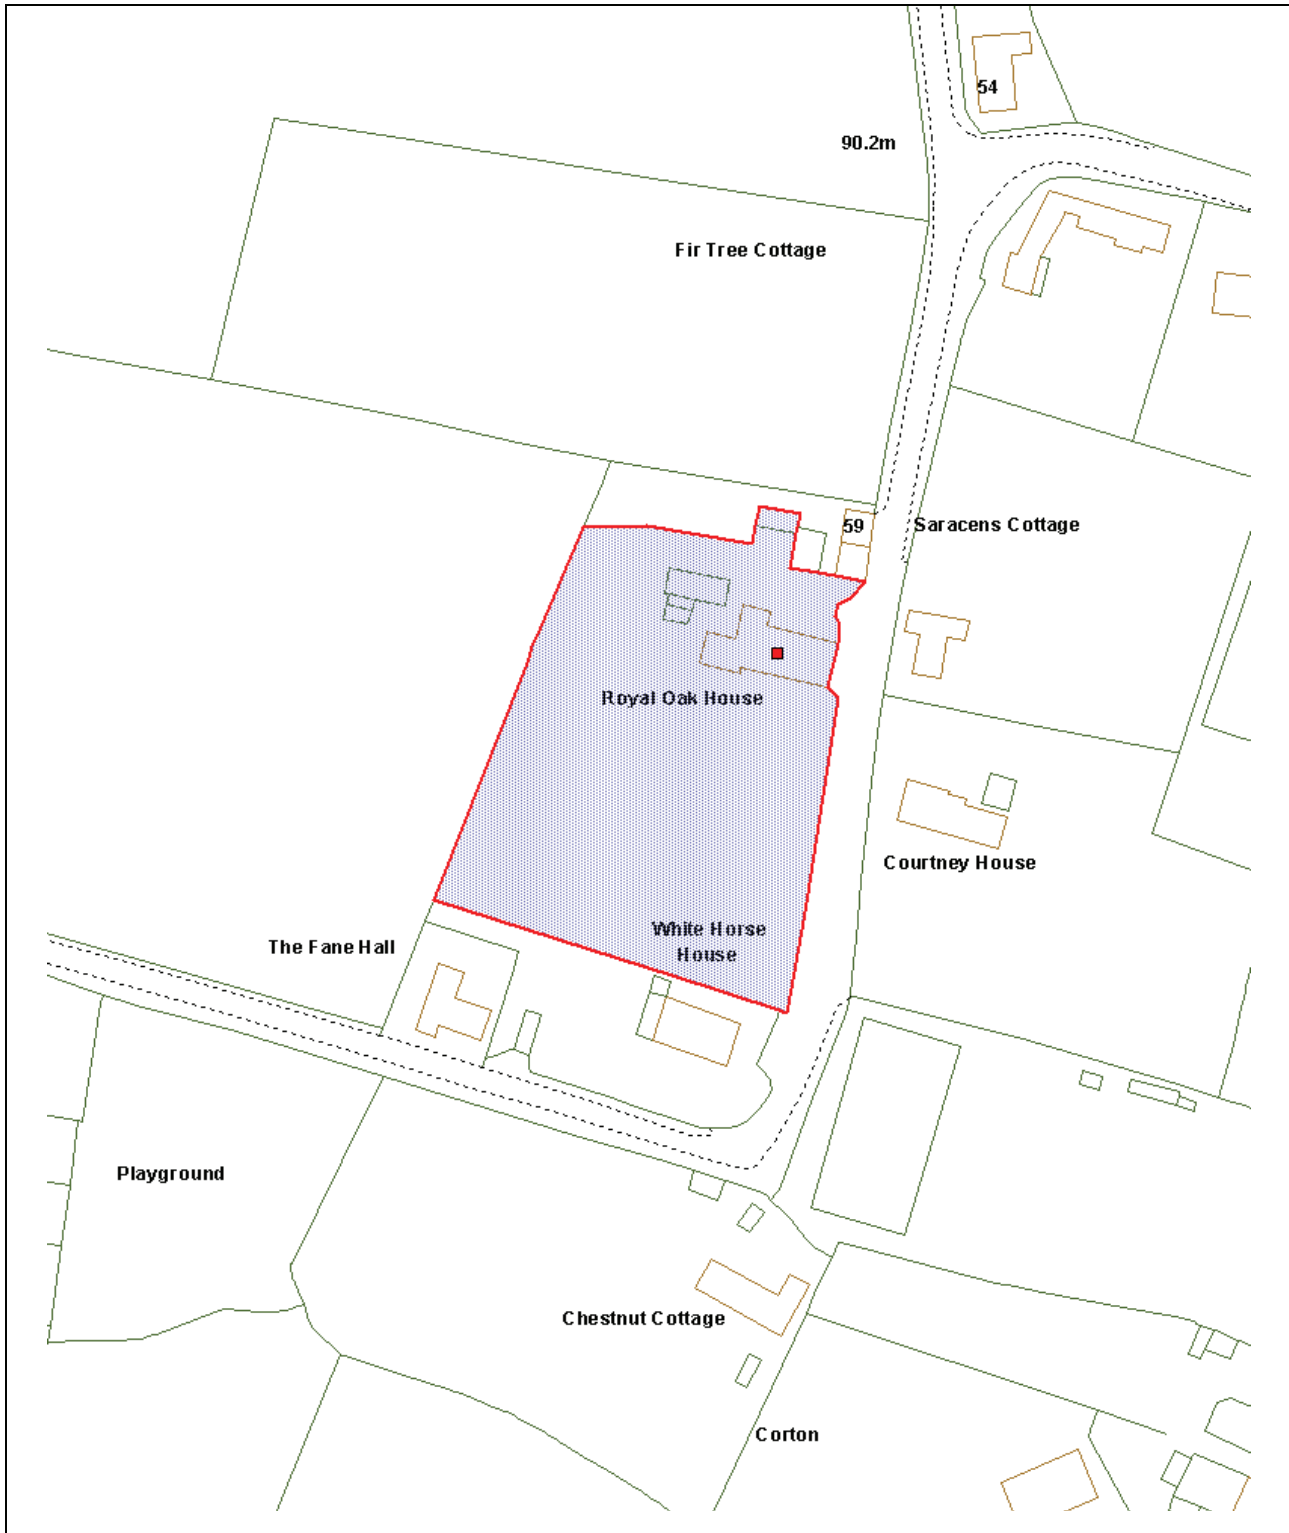 54
90.2m
Fir Tree Cottage
59
Saracens Cottage
Royal Oak House
Courtney House
White Horse
House
The Fane Hall
Playground
Chestnut Cottage
Corton